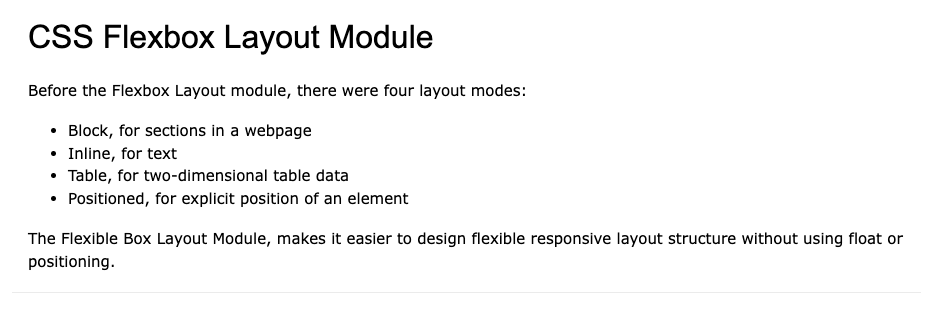 CSS Flexbox Layout Module
Before the Flexbox Layout module, there were four layout modes:
• Block, for sections in a webpage
• Inline, for text
• Table, for two-dimensional table data
• Positioned, for explicit position of an element
The Flexible Box Layout Module, makes it easier to design flexible responsive layout structure without using float or
positioning.